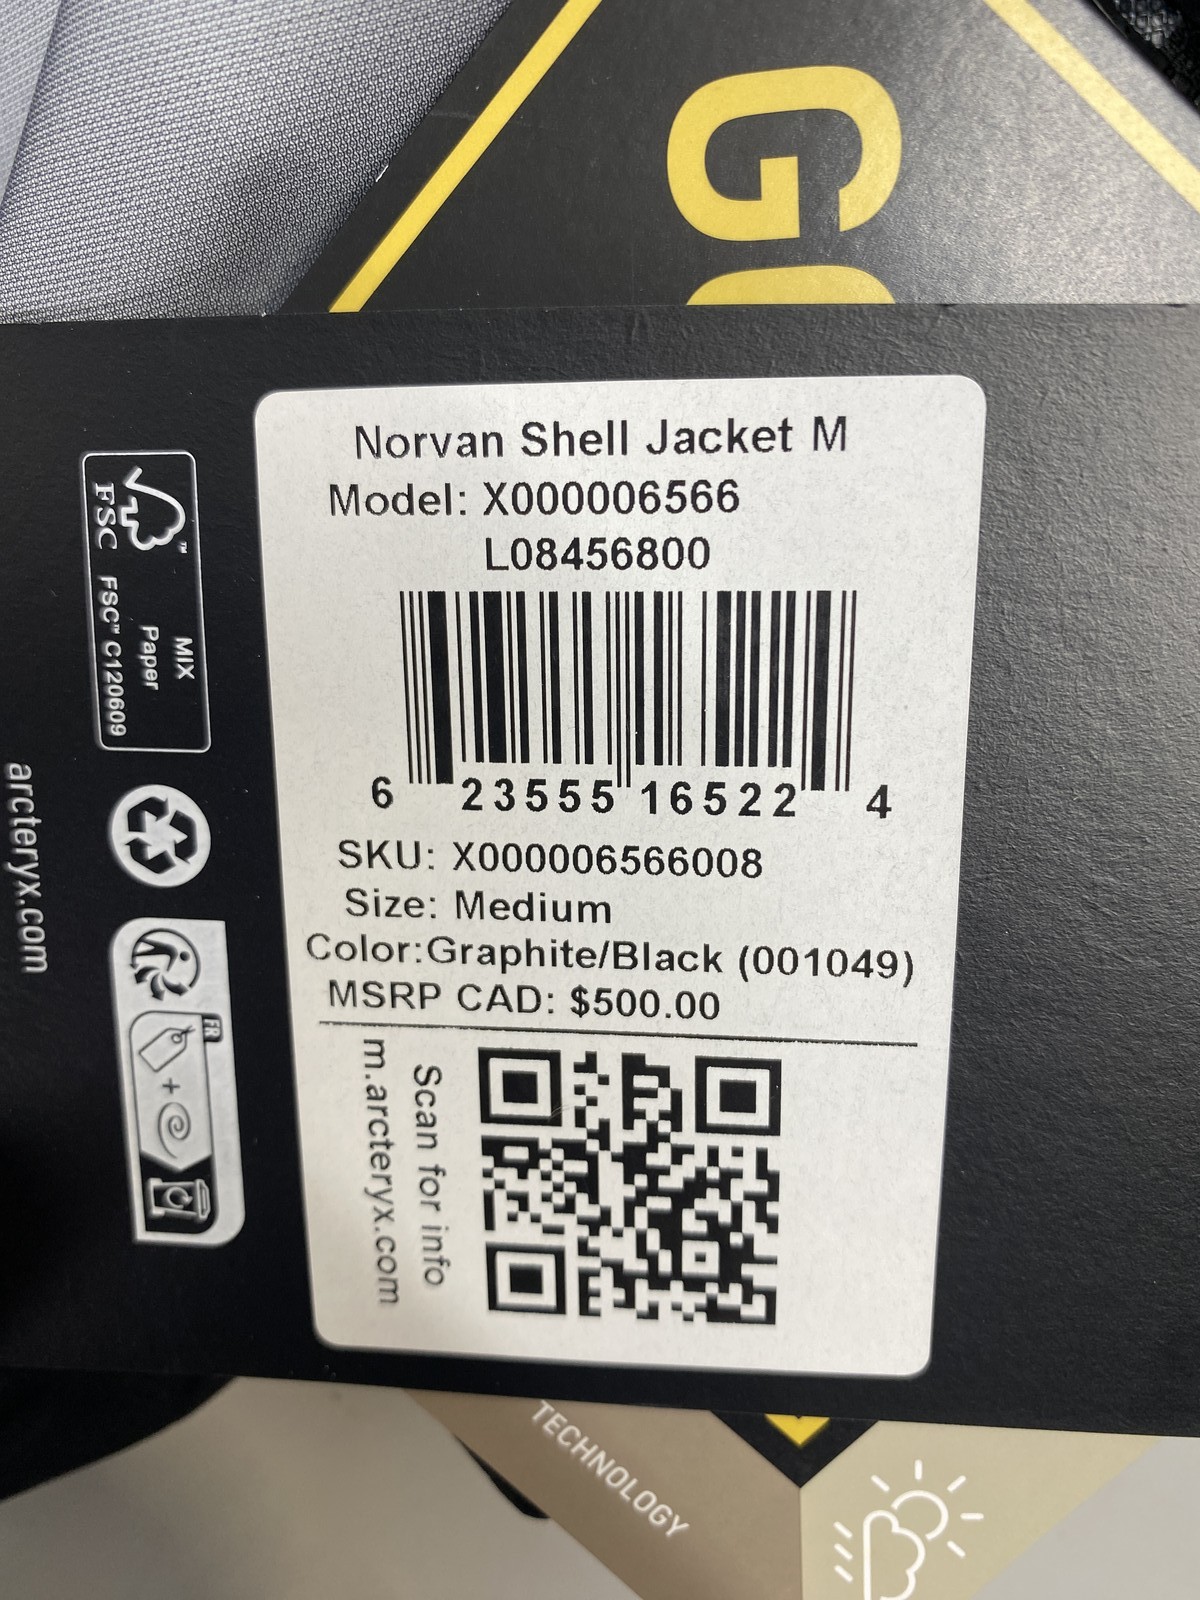 G
Norvan Shell Jacket M
Model: X000006566
L08456800
6 23555 16522 4
SKU: X000006566008
Size: Medium
Color:Graphite/Black (001049)
MSRP CAD: $500.00
Scan for info
m.arcteryx.com
FSC
MIX
Paper
FSC™ C120609
FR
arcteryx.com
TECHNOLOGY